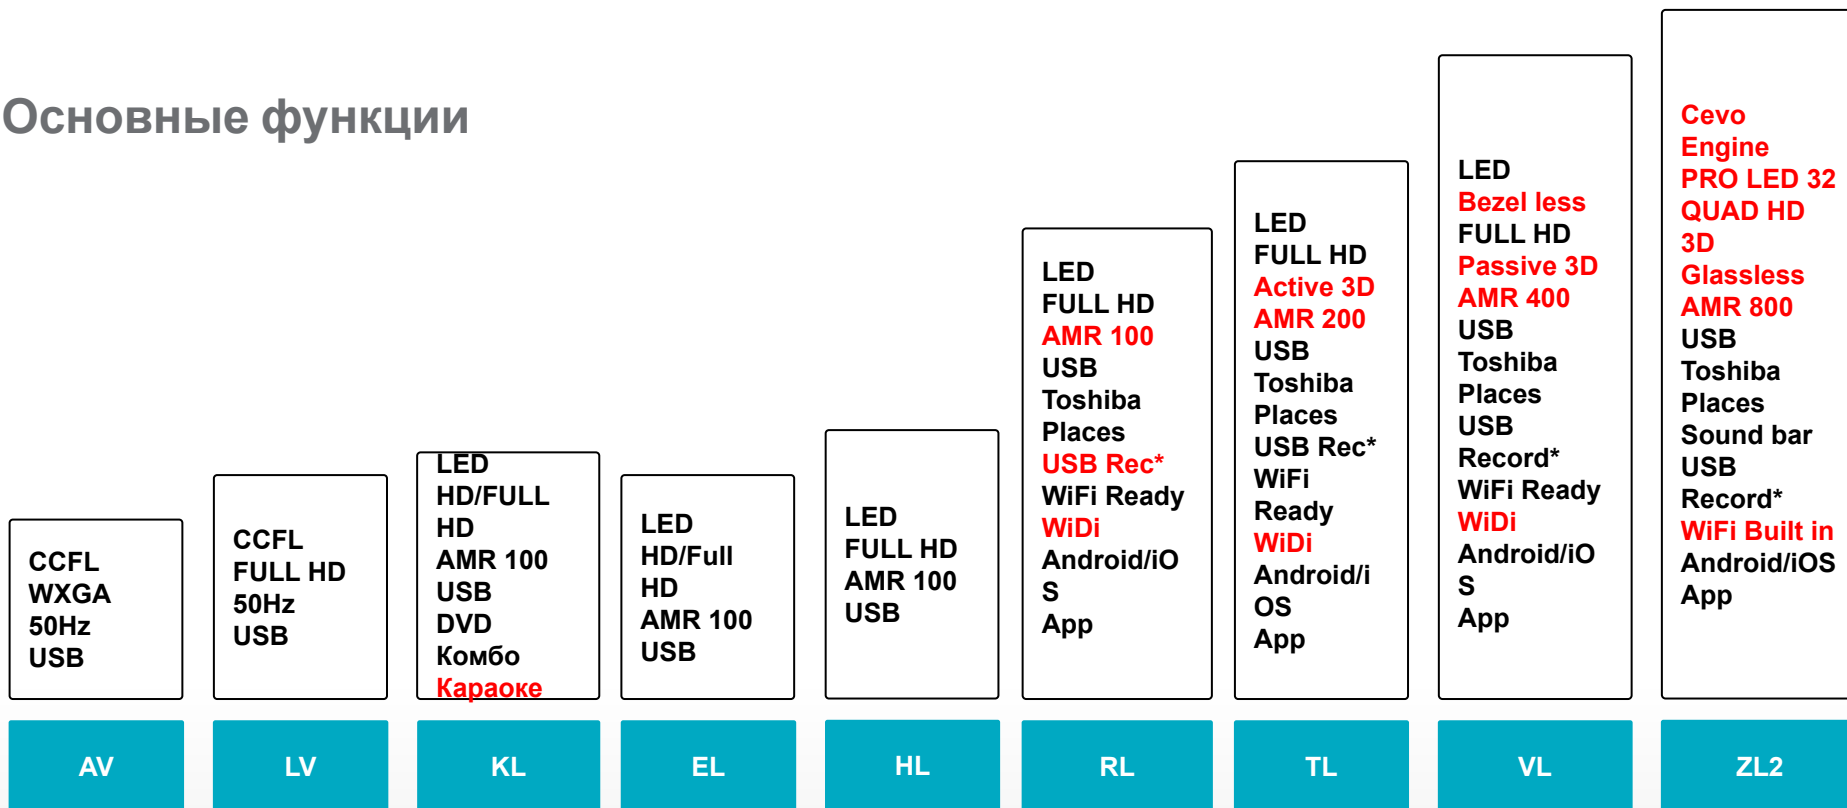 Основные функции
CCFL
WXGA
50Hz
USB
AV
CCFL
FULL HD
50Hz
USB
LV
LED
HD/FULL
HD
AMR 100
USB
DVD
Комбо
Караоке
KL
LED
HD/Full
HD
AMR 100
USB
EL
LED
FULL HD
AMR 100
USB
HL
LED
FULL HD
AMR 100
USB
Toshiba
Places
USB Rec*
WiFi Ready
WiDi
Android/iO
S
App
RL
LED
FULL HD
Active 3D
AMR 200
USB
Toshiba
Places
USB Rec*
WiFi
Ready
WiDi
Android/i
OS
App
TL
LED
Bezel less
FULL HD
Passive 3D
AMR 400
USB
Toshiba
Places
USB
Record*
WiFi Ready
WiDi
Android/iO
S
App
VL
Cevo
Engine
PRO LED 32
QUAD HD
3D
Glassless
AMR 800
USB
Toshiba
Places
Sound bar
USB
Record*
WiFi Built in
Android/iOS
App
ZL2